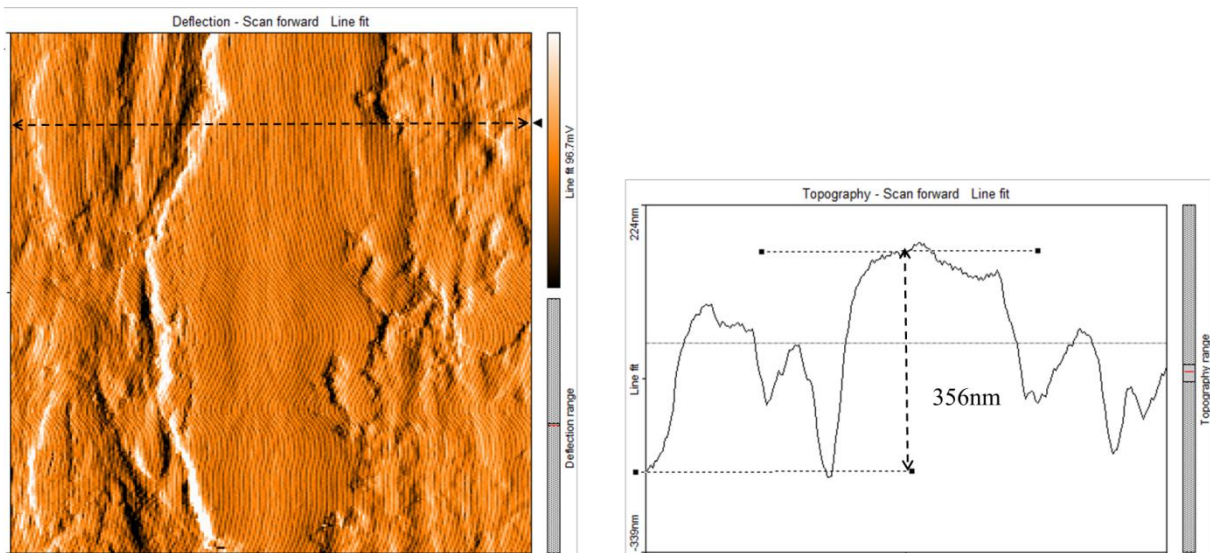 Deflection - Scan forward Line fit
Line fit 96.7mV
Deflection range
Topography - Scan forward Line fit
224nm
Line fit
-339nm
356nm
Topography range